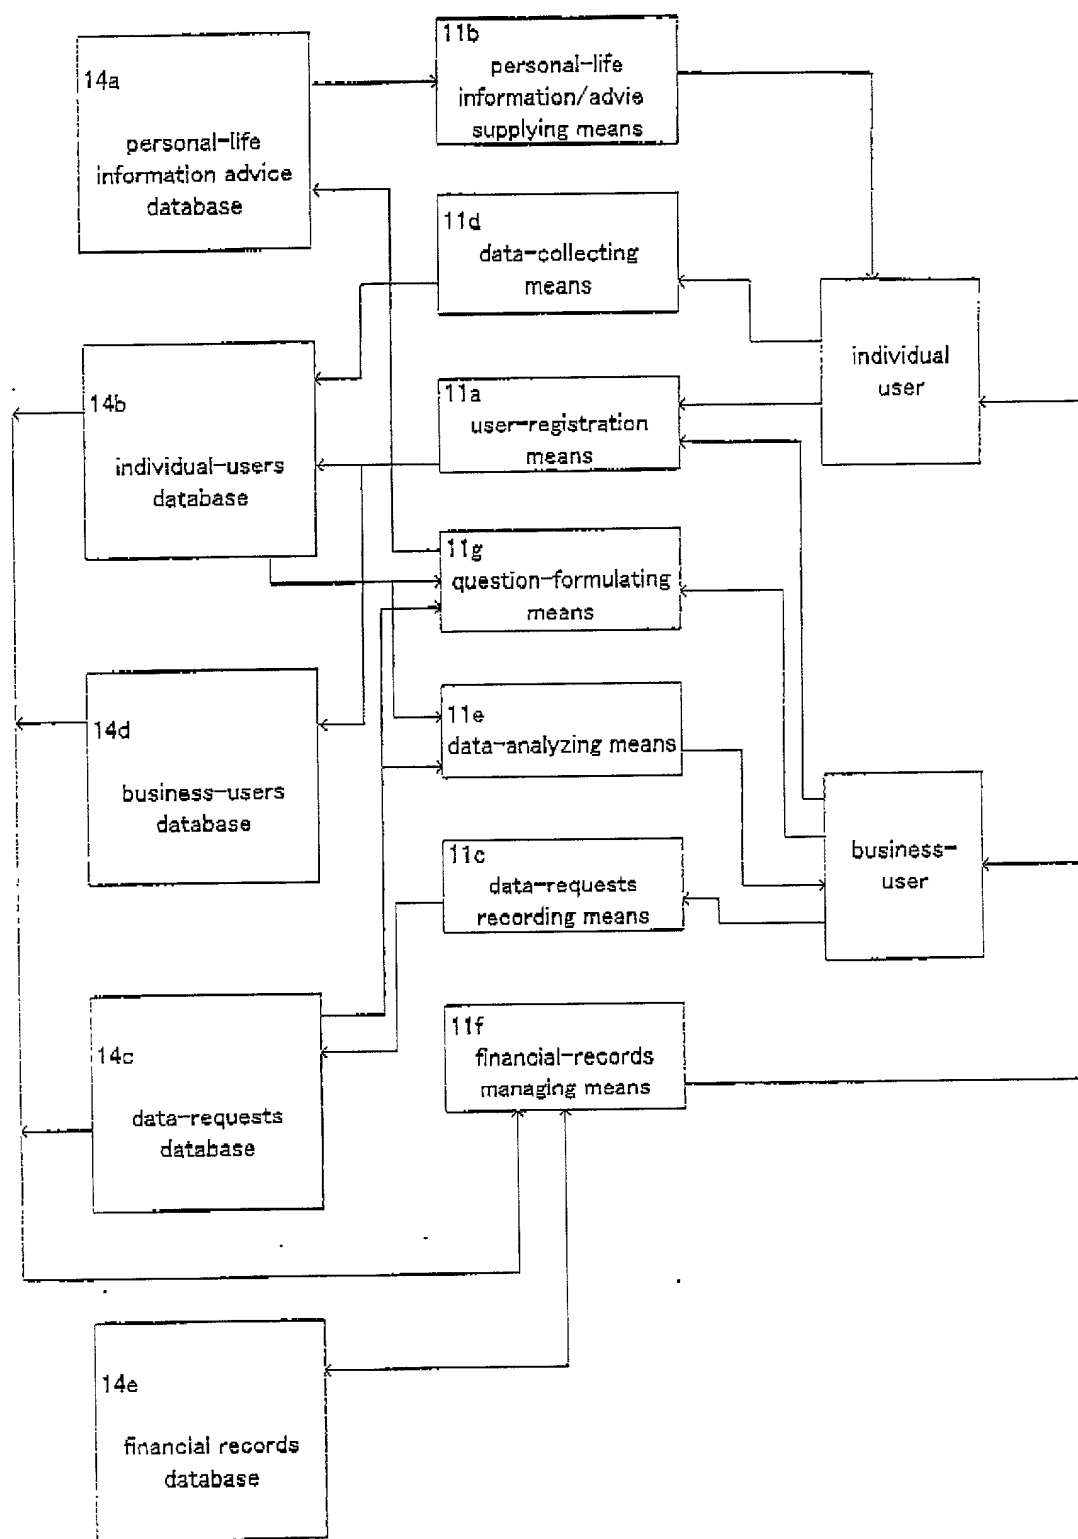 14a
personal-life
information advice
database
11b
personal-life
information/advie
supplying means
11d
data-collecting
means
individual
user
14b
individual-users
database
11a
user-registration
means
11g
question-formulating
means
14d
business-users
database
11e
data-analyzing means
business-
user
11c
data-requests
recording means
14c
data-requests
database
11f
financial-records
managing means
14e
financial records
database